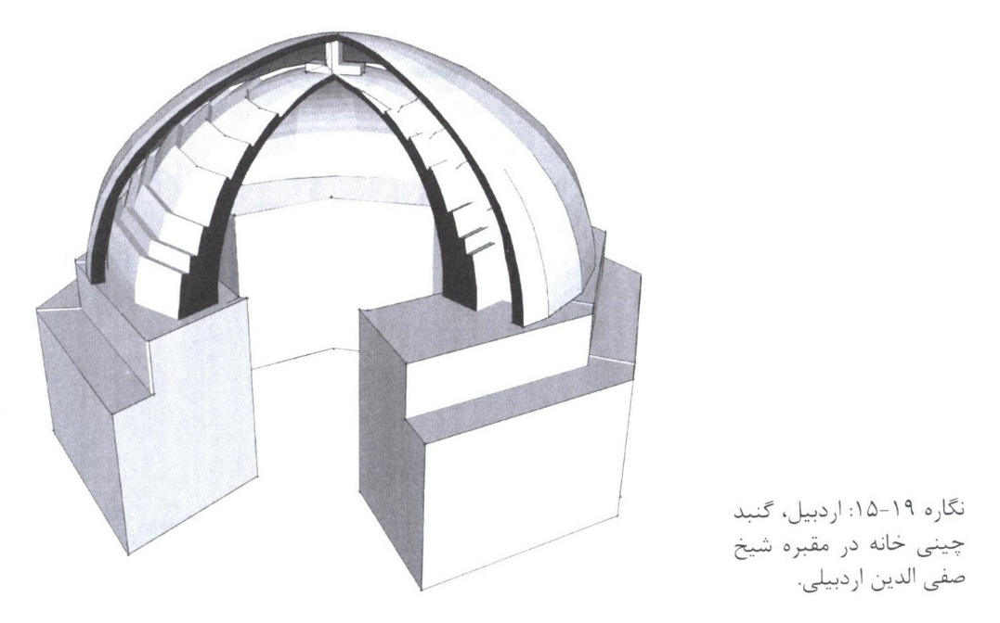 نگاره ۱۹-۱۵: اردبیل، گنبد
چینی خانه در مقبره شیخ
صفی الدین اردبیلی.